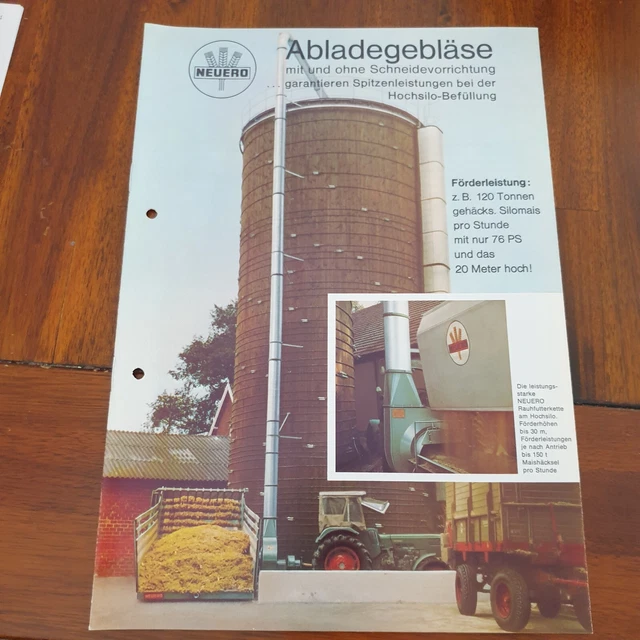 NEUERO
Abladegebläse
mit und ohne Schneidevorrichtung
... garantieren Spitzenleistungen bei der
Hochsilo-Befüllung
Förderleistung:
z. B. 120 Tonnen
gehäcks. Silomais
pro Stunde
mit nur 76 PS
und das
20 Meter hoch!
Die leistungs-
starke
NEUERO
Rauhfutterkette
am Hochsilo.
Förderhöhen
bis 30 m,
Förderleistungen
je nach Antrieb
bis 150 t
Maishäcksel
pro Stunde